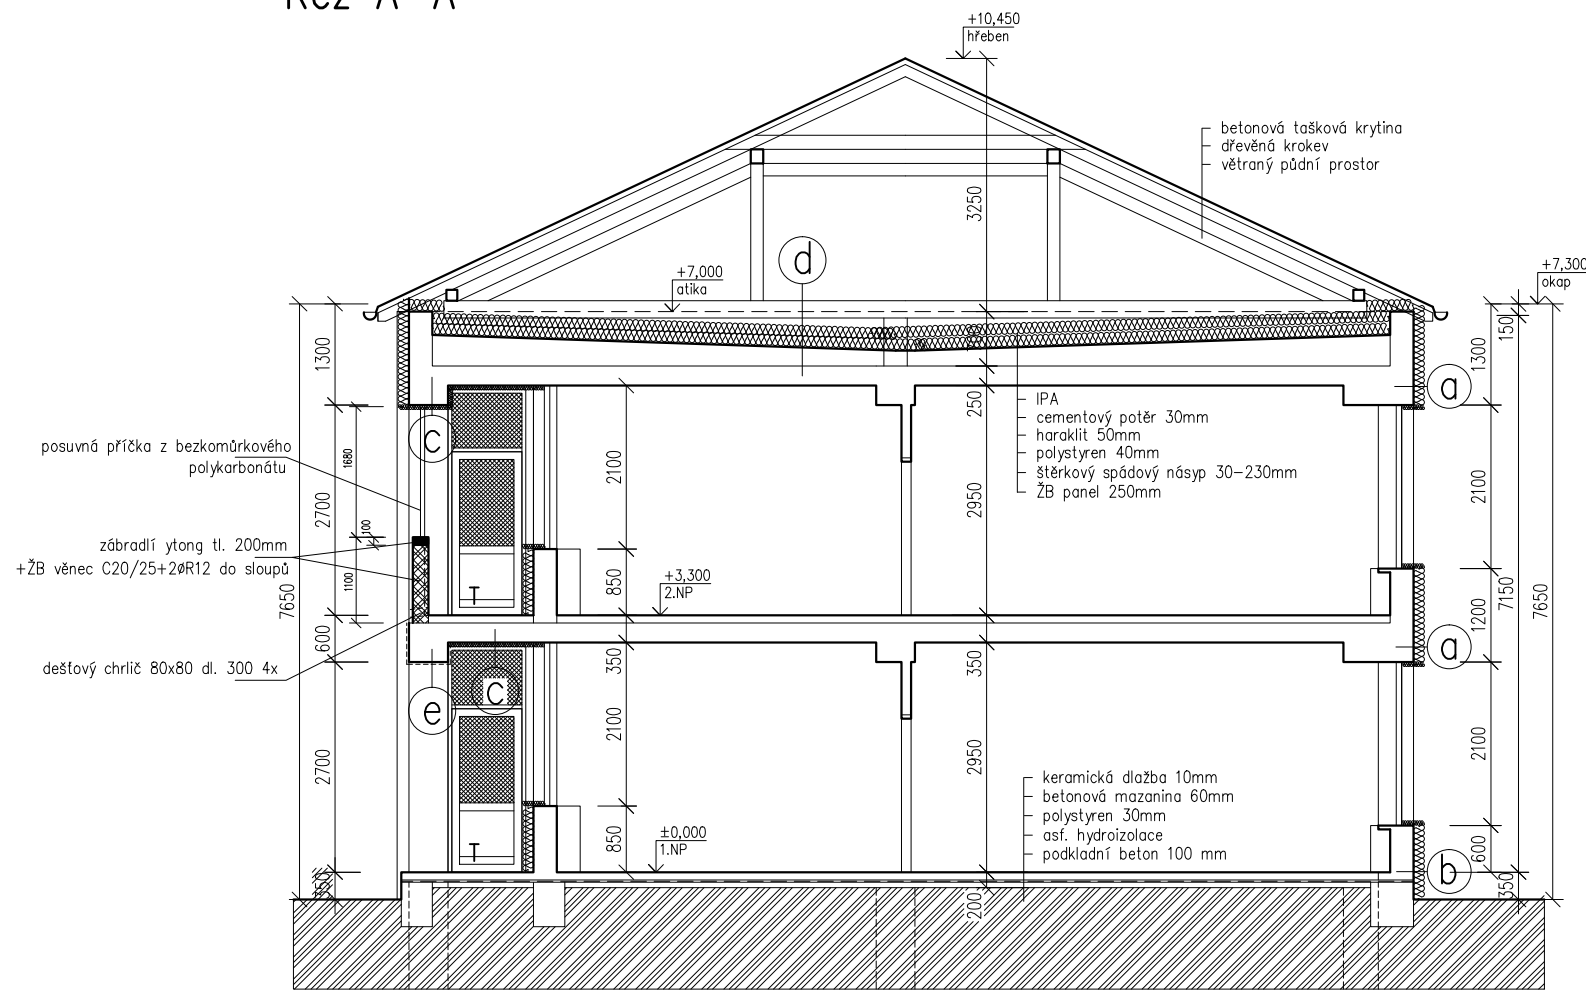 Řez A-A
+10,450
hřeben
betonová tašková krytina
dřevěná krokev
větraný půdní prostor
3250
d
+7,000
atika
+7,300
okap
150
1300
1300
a
c
250
IPA
cementový potěr 30mm
haraklit 50mm
polystyren 40mm
štěrkový spádový násyp 30-230mm
ŽB panel 250mm
posuvná příčka z bezkomůrkového
polykarbonátu
1680
2100
2700
2950
2100
100
zábradlí ytong tl. 200mm
+ŽB věnec C20/25+2øR12 do sloupů
1100
7650
T
850
+3,300
2.NP
1200
7150
7650
600
350
350
a
dešťový chrlič 80x80 dl. 300 4x
c
e
2100
2700
2950
2100
keramická dlažba 10mm
betonová mazanina 60mm
polystyren 30mm
asf. hydroizolace
podkladní beton 100 mm
T
850
±0,000
1.NP
600
b
350
200
350